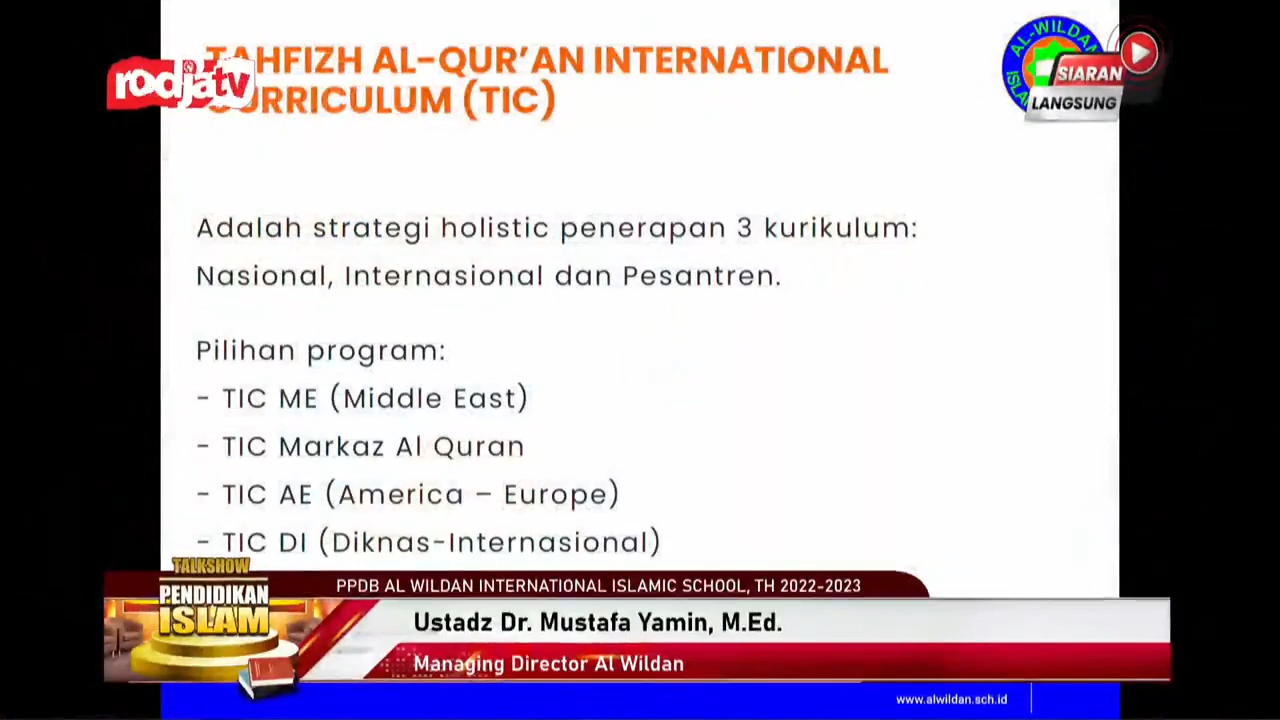 TAHFIZH AL-QUR'AN INTERNATIONAL
CURRICULUM (TIC)
rodjatv
AL-WILDAN
SIARAN
LANGSUNG
Adalah strategi holistic penerapan 3 kurikulum:
Nasional, Internasional dan Pesantren.
Pilihan program:
- TIC ME (Middle East)
- TIC Markaz Al Quran
- TIC AE (America – Europe)
- TIC DI (Diknas-Internasional)
TALKSHOW
PENDIDIKAN
ISLAM
PPDB AL WILDAN INTERNATIONAL ISLAMIC SCHOOL, TH 2022-2023
Ustadz Dr. Mustafa Yamin, M.Ed.
Managing Director Al Wildan
www.alwildan.sch.id